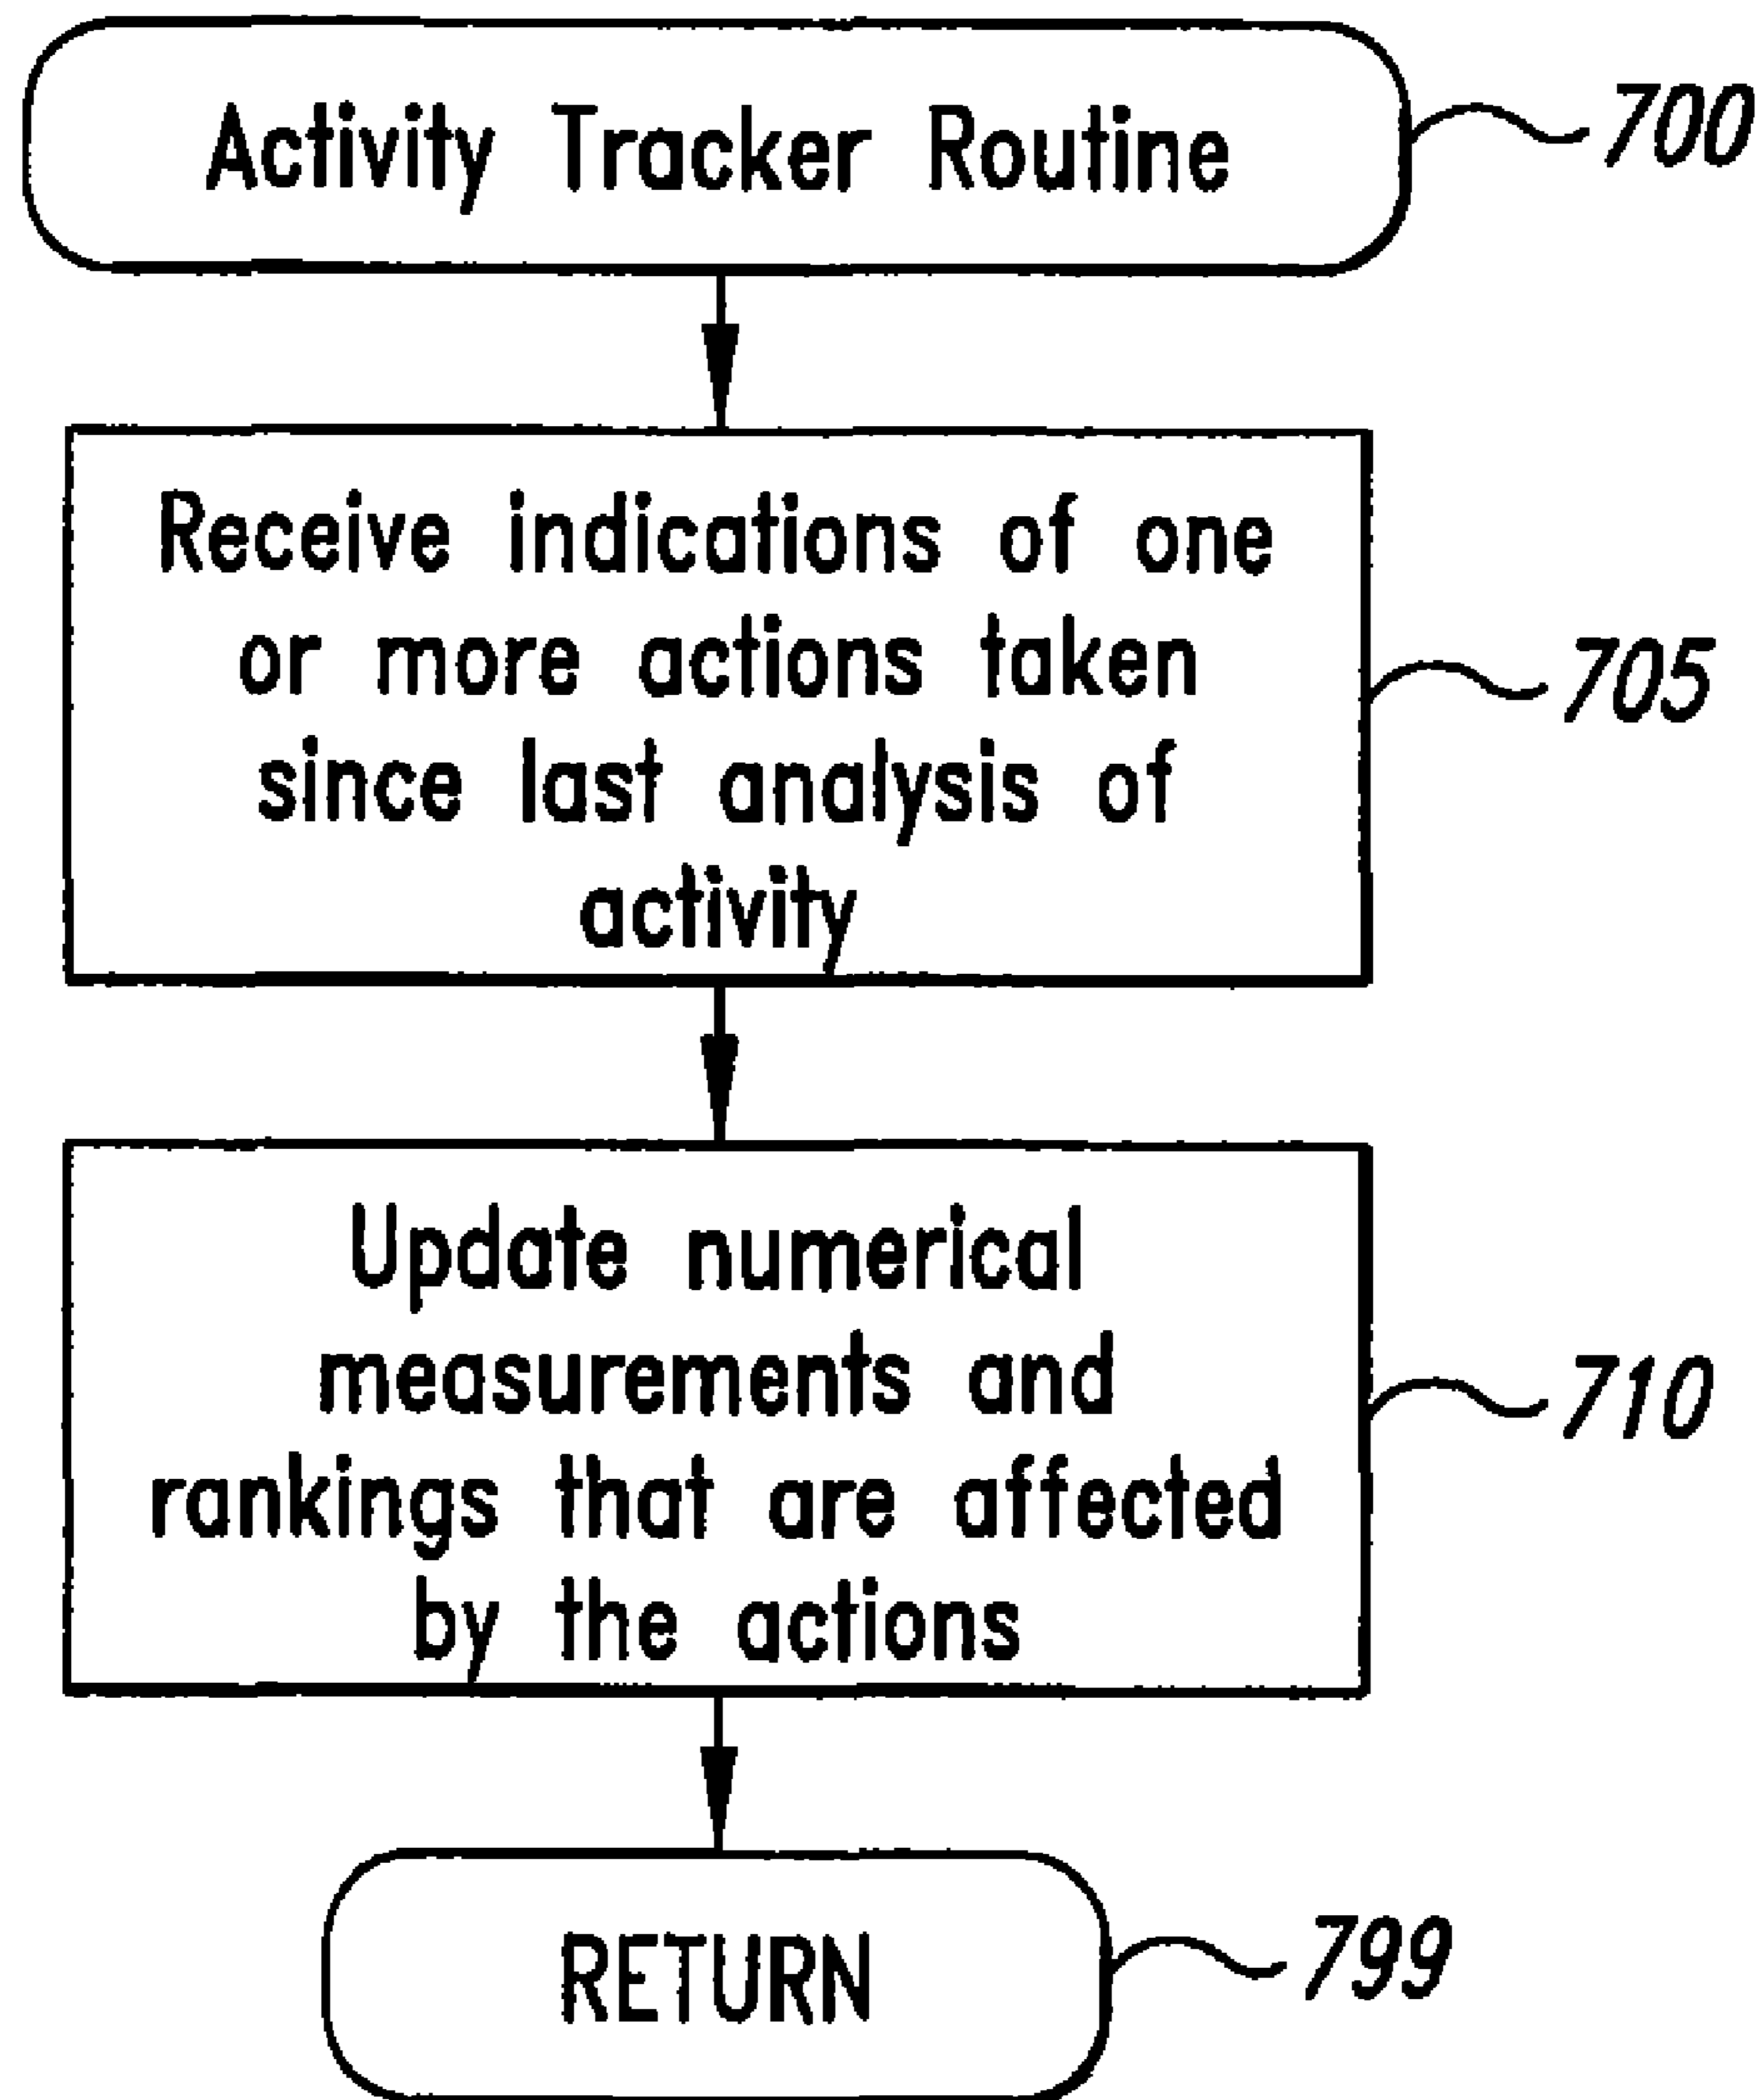 Activity Tracker Routine
700
Receive indications of one
or more actions taken
since last analysis of
activity
705
Update numerical
measurements and
rankings that are affected
by the actions
710
RETURN
799